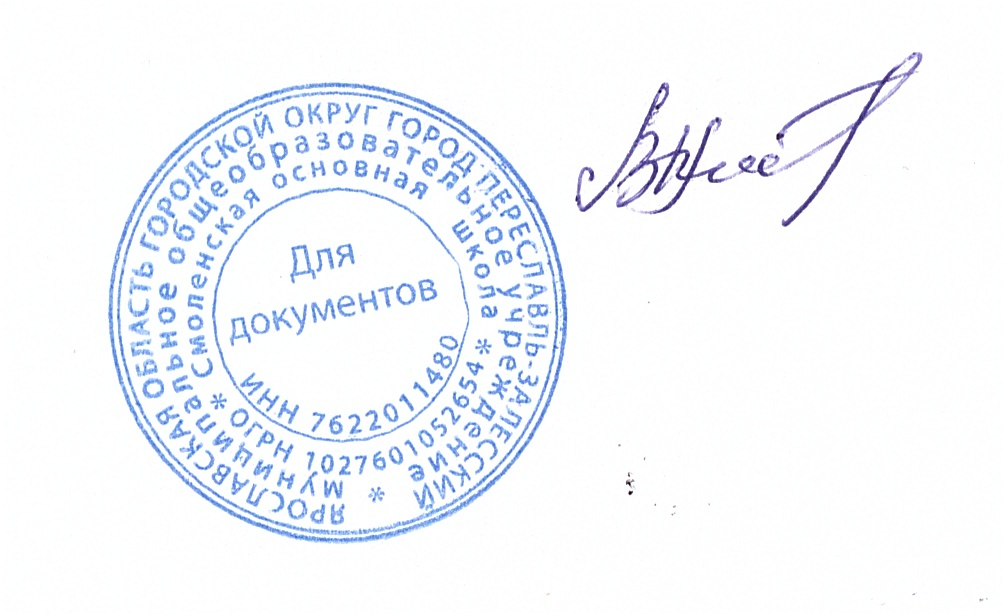 ЯРОСЛАВСКАЯ ОБЛАСТЬ ГОРОДСКОЙ ОКРУГ ГОРОД ПЕРЕСЛАВЛЬ-ЗАЛЕССКИЙ
Муниципальное общеобразовательное учреждение *
* Смоленская основная школа *
ОГРН 1027601052654
ИНН 7622011480
Для
документов